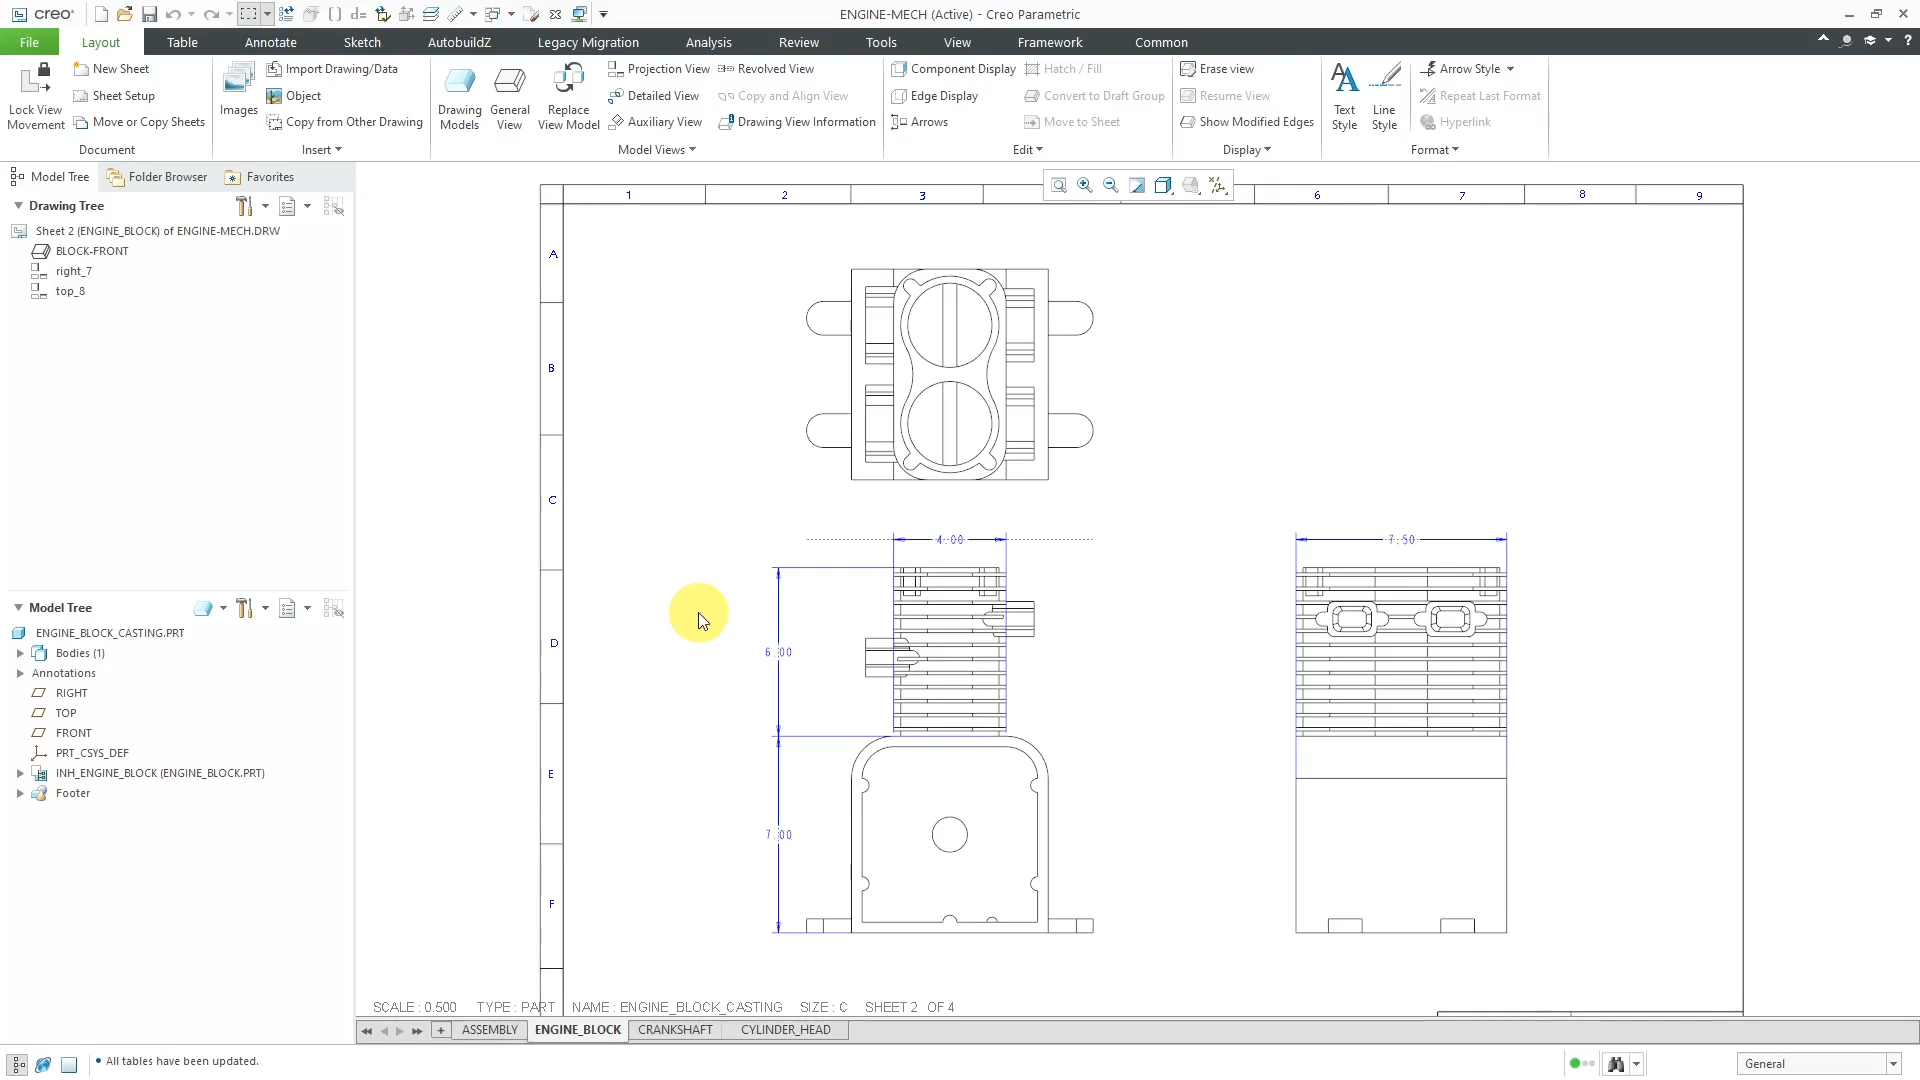 creo°
ENGINE-MECH (Active) - Creo Parametric
File
Layout
Table
Annotate
Sketch
AutobuildZ
Legacy Migration
Analysis
Review
Tools
View
Framework
Common
New Sheet
Sheet Setup
Move or Copy Sheets
Lock View
Movement
Document
Images
Import Drawing/Data
Object
Copy from Other Drawing
Insert
Drawing
Models
General
View
Replace
View Model
Projection View
Detailed View
Auxiliary View
Revolved View
Copy and Align View
Drawing View Information
Model Views
Component Display
Edge Display
Arrows
Hatch / Fill
Convert to Draft Group
Move to Sheet
Edit
Erase view
Resume View
Show Modified Edges
Display
Text
Style
Line
Style
Arrow Style
Repeat Last Format
Hyperlink
Format
Model Tree
Folder Browser
Favorites
Drawing Tree
Sheet 2 (ENGINE_BLOCK) of ENGINE-MECH.DRW
BLOCK-FRONT
right_7
top_8
Model Tree
ENGINE_BLOCK_CASTING.PRT
Bodies (1)
Annotations
RIGHT
TOP
FRONT
PRT_CSYS_DEF
INH_ENGINE_BLOCK (ENGINE_BLOCK.PRT)
Footer
1
2
3
6
7
8
9
A
B
C
D
E
F
4.00
7.50
6.00
7.00
SCALE : 0.500 TYPE : PART NAME : ENGINE_BLOCK_CASTING SIZE : C SHEET 2 OF 4
ASSEMBLY
ENGINE_BLOCK
CRANKSHAFT
CYLINDER_HEAD
All tables have been updated.
General